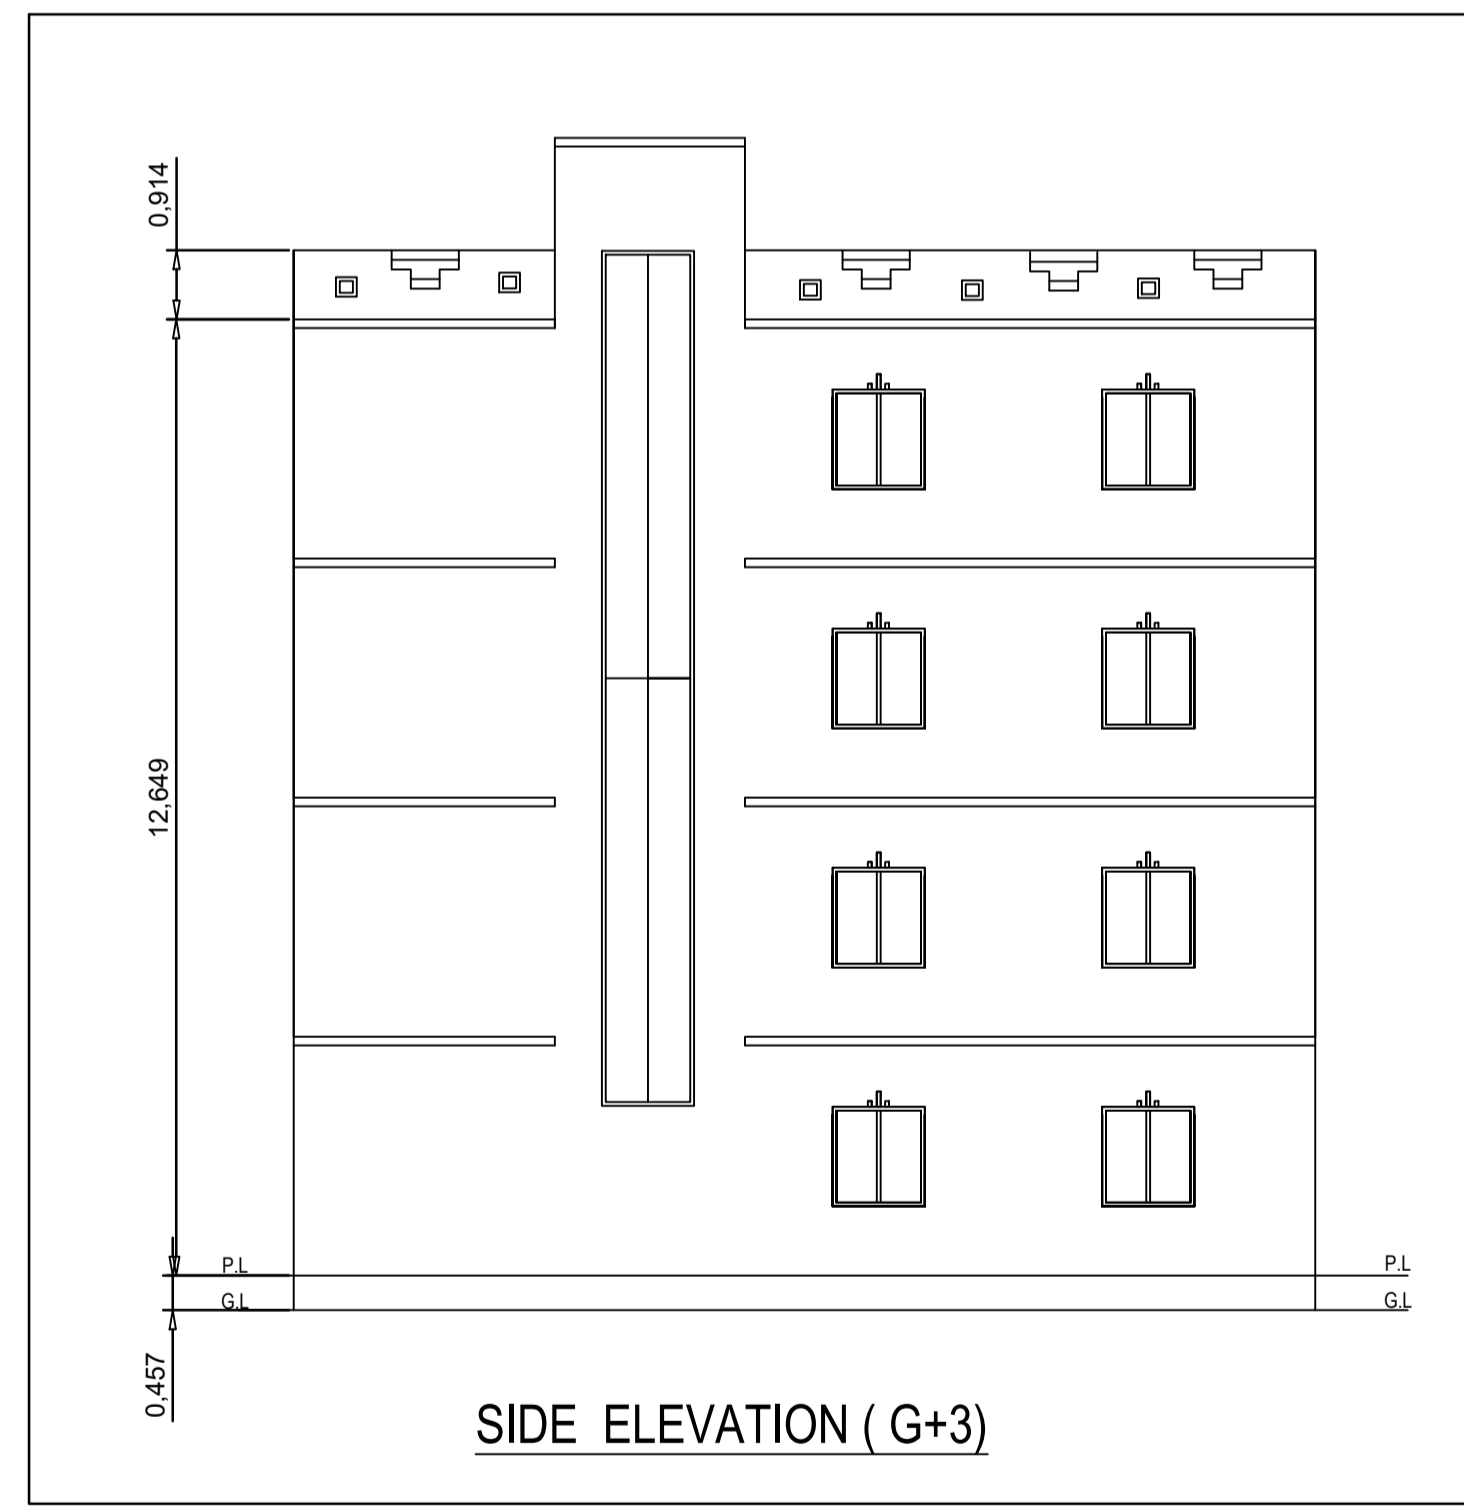 0,914
12,649
P.L
P.L
G.L
G.L
0,457
SIDE ELEVATION ( G+3)